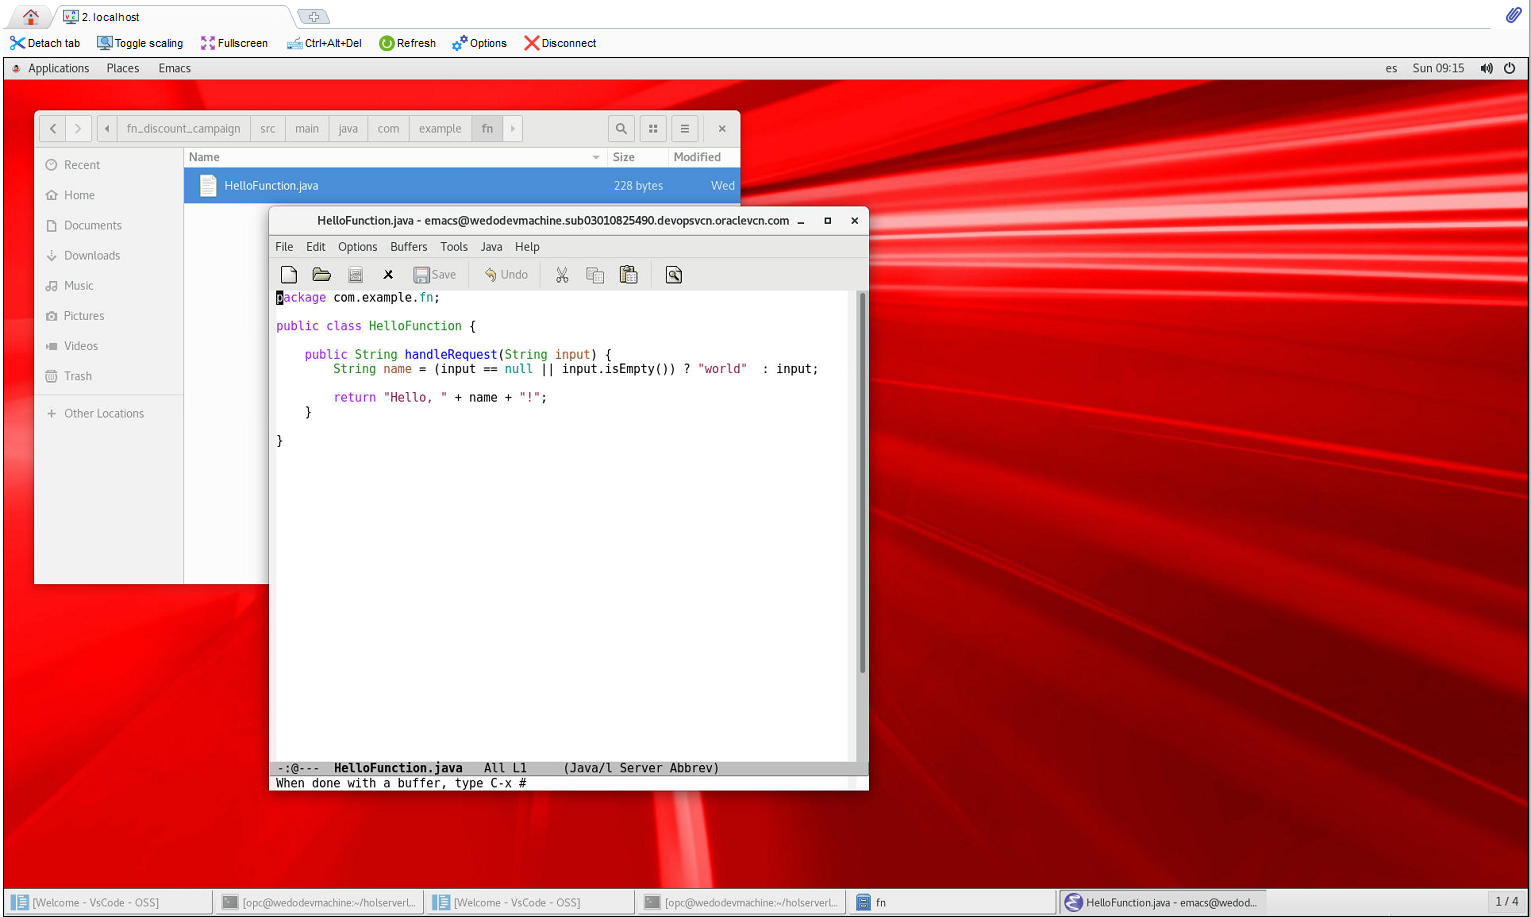 2. localhost
Detach tab Toggle scaling Fullscreen Ctrl+Alt+Del Refresh Options Disconnect
Applications Places Emacs es Sun 09:15
fn_discount_campaign src main java com example fn
Name Size Modified
HelloFunction.java 228 bytes Wed
Recent
Home
Documents
Downloads
Music
Pictures
Videos
Trash
Other Locations
HelloFunction.java - emacs@wedodevmachine.sub03010825490.devopsvcn.oraclevcn.com
File Edit Options Buffers Tools Java Help
Save Undo
package com.example.fn;
public class HelloFunction {
public String handleRequest(String input) {
String name = (input == null || input.isEmpty()) ? "world"  : input;
return "Hello, " + name + "!";
}
}
-:@---  HelloFunction.java   All L1     (Java/l Server Abbrev)
When done with a buffer, type C-x #
[Welcome - VsCode - OSS] [opc@wedodevmachine:~/holserverl... [Welcome - VsCode - OSS] [opc@wedodevmachine:~/holserverl... fn HelloFunction.java - emacs@wedod... 1 / 4